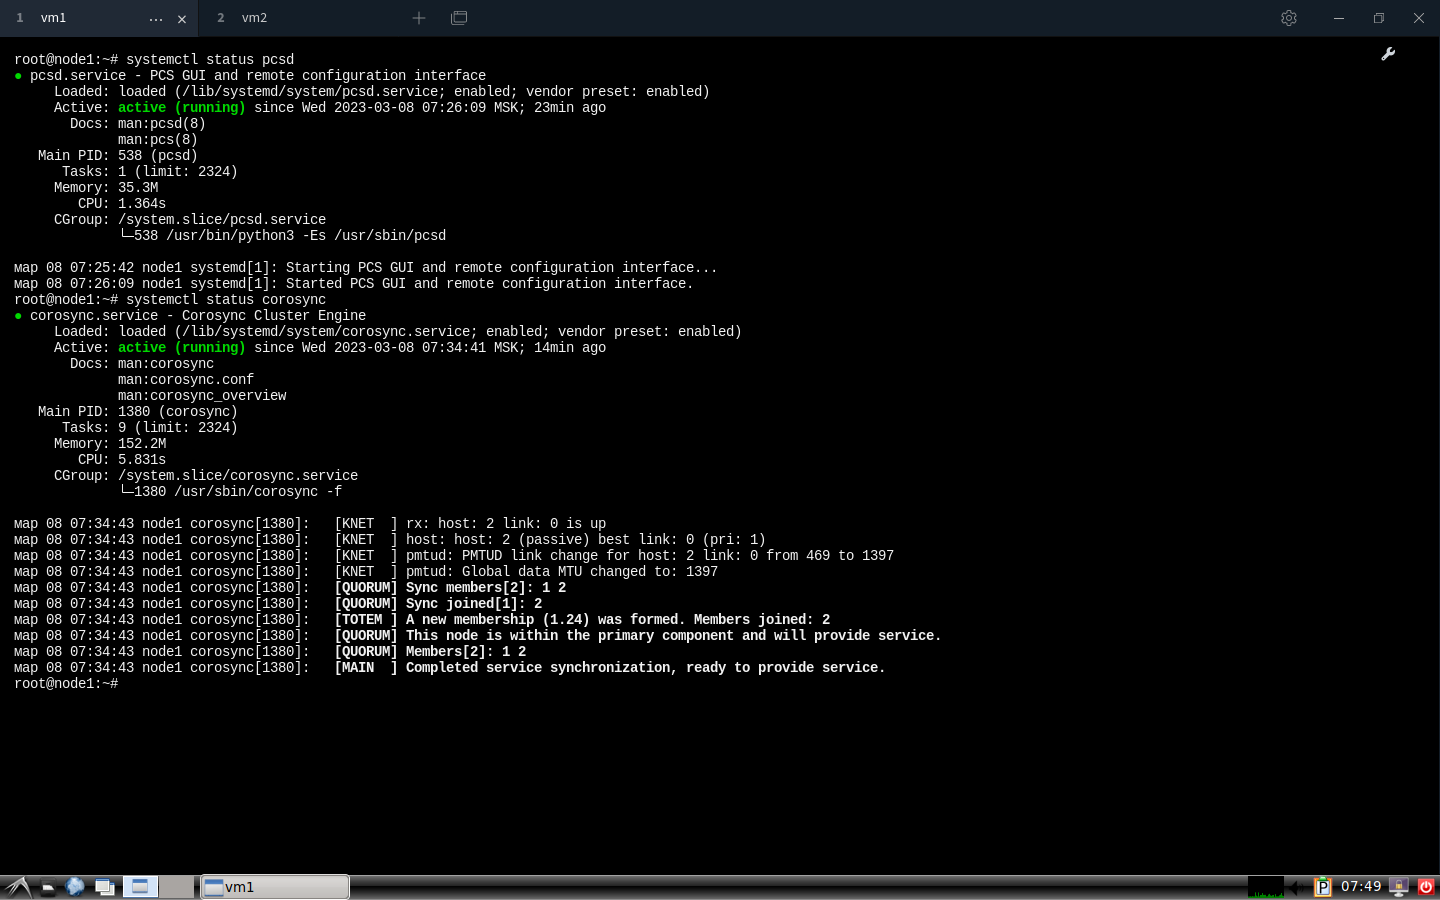 1 vm1 ... ×
2 vm2
root@node1:~# systemctl status pcsd
● pcsd.service - PCS GUI and remote configuration interface
Loaded: loaded (/lib/systemd/system/pcsd.service; enabled; vendor preset: enabled)
Active: active (running) since Wed 2023-03-08 07:26:09 MSK; 23min ago
Docs: man:pcsd(8)
man:pcs(8)
Main PID: 538 (pcsd)
Tasks: 1 (limit: 2324)
Memory: 35.3M
CPU: 1.364s
CGroup: /system.slice/pcsd.service
└─538 /usr/bin/python3 -Es /usr/sbin/pcsd
мар 08 07:25:42 node1 systemd[1]: Starting PCS GUI and remote configuration interface...
мар 08 07:26:09 node1 systemd[1]: Started PCS GUI and remote configuration interface.
root@node1:~# systemctl status corosync
● corosync.service - Corosync Cluster Engine
Loaded: loaded (/lib/systemd/system/corosync.service; enabled; vendor preset: enabled)
Active: active (running) since Wed 2023-03-08 07:34:41 MSK; 14min ago
Docs: man:corosync
man:corosync.conf
man:corosync_overview
Main PID: 1380 (corosync)
Tasks: 9 (limit: 2324)
Memory: 152.2M
CPU: 5.831s
CGroup: /system.slice/corosync.service
└─1380 /usr/sbin/corosync -f
мар 08 07:34:43 node1 corosync[1380]:   [KNET  ] rx: host: 2 link: 0 is up
мар 08 07:34:43 node1 corosync[1380]:   [KNET  ] host: host: 2 (passive) best link: 0 (pri: 1)
мар 08 07:34:43 node1 corosync[1380]:   [KNET  ] pmtud: PMTUD link change for host: 2 link: 0 from 469 to 1397
мар 08 07:34:43 node1 corosync[1380]:   [KNET  ] pmtud: Global data MTU changed to: 1397
мар 08 07:34:43 node1 corosync[1380]:   [QUORUM] Sync members[2]: 1 2
мар 08 07:34:43 node1 corosync[1380]:   [QUORUM] Sync joined[1]: 2
мар 08 07:34:43 node1 corosync[1380]:   [TOTEM ] A new membership (1.24) was formed. Members joined: 2
мар 08 07:34:43 node1 corosync[1380]:   [QUORUM] This node is within the primary component and will provide service.
мар 08 07:34:43 node1 corosync[1380]:   [QUORUM] Members[2]: 1 2
мар 08 07:34:43 node1 corosync[1380]:   [MAIN  ] Completed service synchronization, ready to provide service.
root@node1:~#
vm1
P
07:49